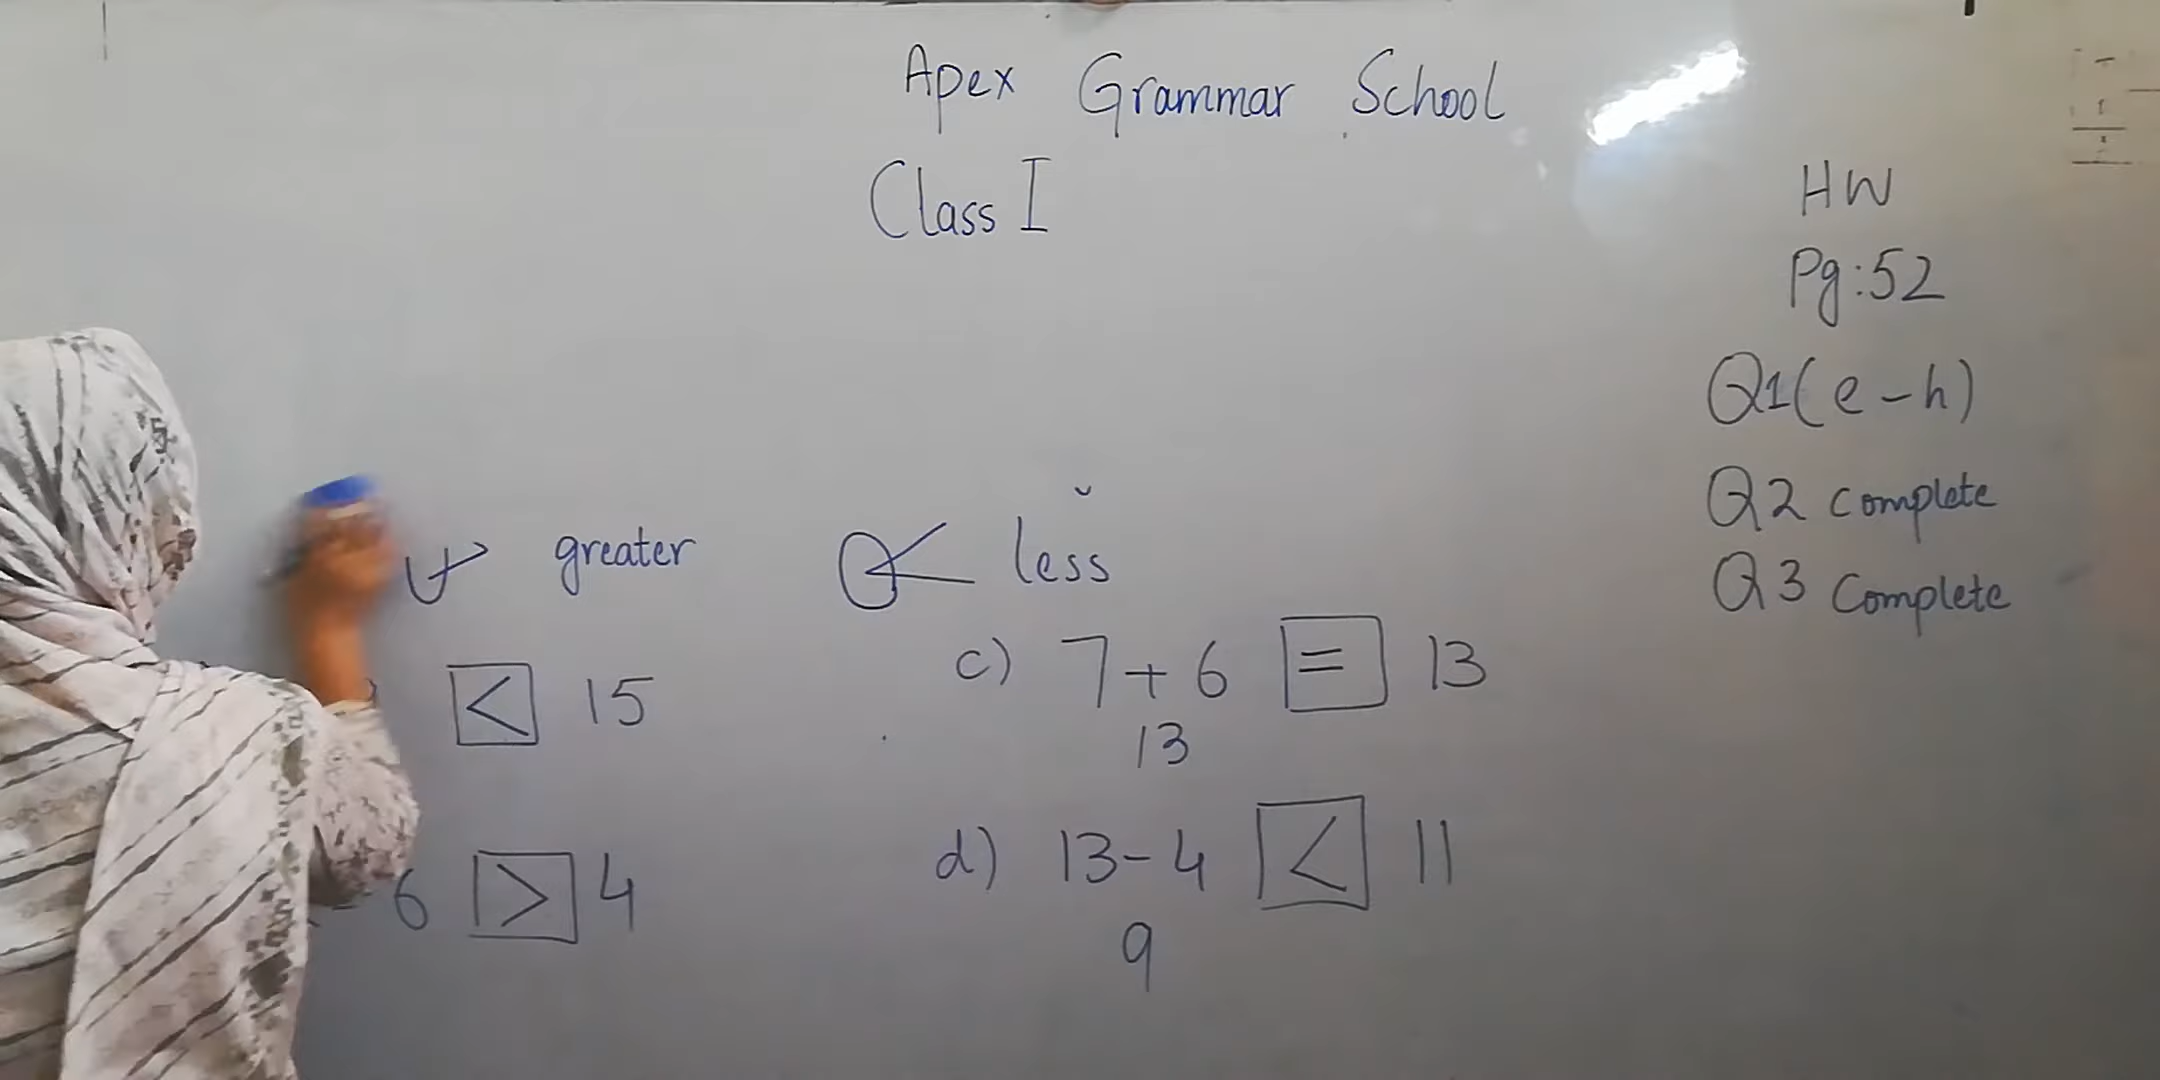 Apex Grammar School
Class I
HW
Pg:52
Q1(e-h)
Q2 complete
Q3 Complete
> greater
< less
< 15
c) 7+6 = 13
13
6 > 4
d) 13-4 < 11
9